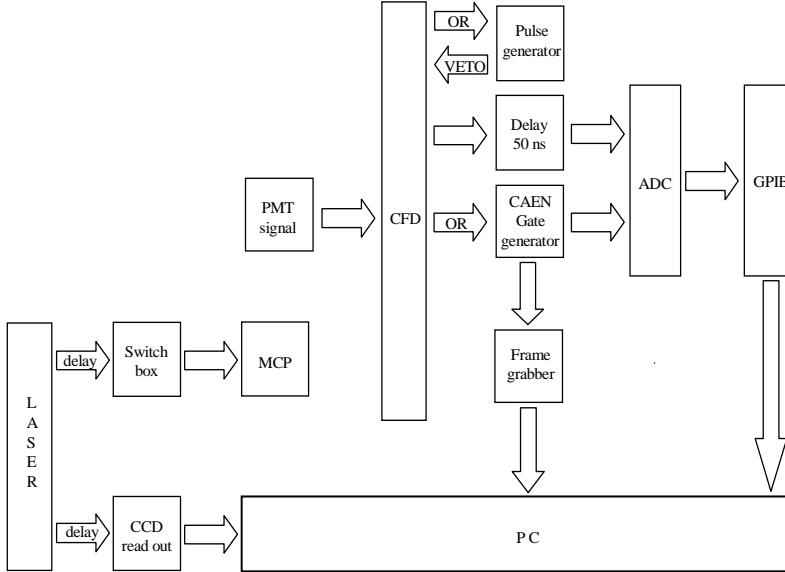 OR
Pulse
generator
VETO
Delay
50 ns
ADC
GPIB
PMT
signal
CFD
OR
CAEN
Gate
generator
L
A
S
E
R
delay
Switch
box
MCP
Frame
grabber
delay
CCD
read out
P C